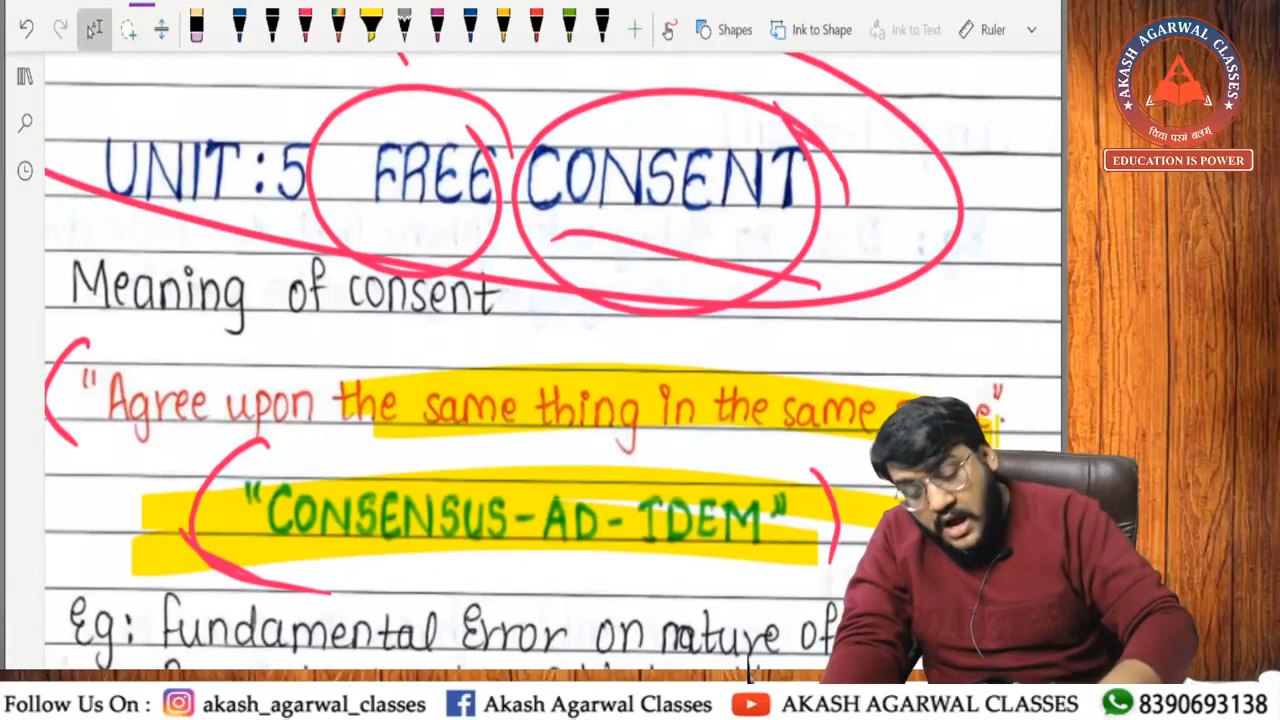 Shapes Ink to Shape Ink to Text Ruler
AKASH AGARWAL CLASSES
विद्या परमं बलम्
EDUCATION IS POWER
UNIT:5 FREE CONSENT
Meaning of consent
"Agree upon the same thing in the same
"CONSENSUS-AD-IDEM"
Eg: Fundamental Error on nature of
Follow Us On : akash_agarwal_classes Akash Agarwal Classes AKASH AGARWAL CLASSES 8390693138